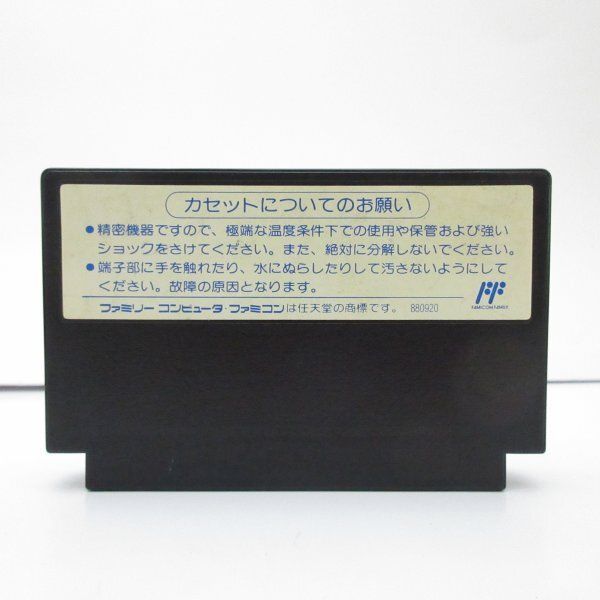 カセットについてのお願い
●精密機器ですので、極端な温度条件下での使用や保管および強い
ショックをさけてください。また、絶対に分解しないでください。
●端子部に手を触れたり、水にぬらしたりして汚さないようにして
ください。故障の原因となります。
ファミリー コンピュータ・ファミコンは任天堂の商標です。 880920
FF
FAMICOM FAMILY